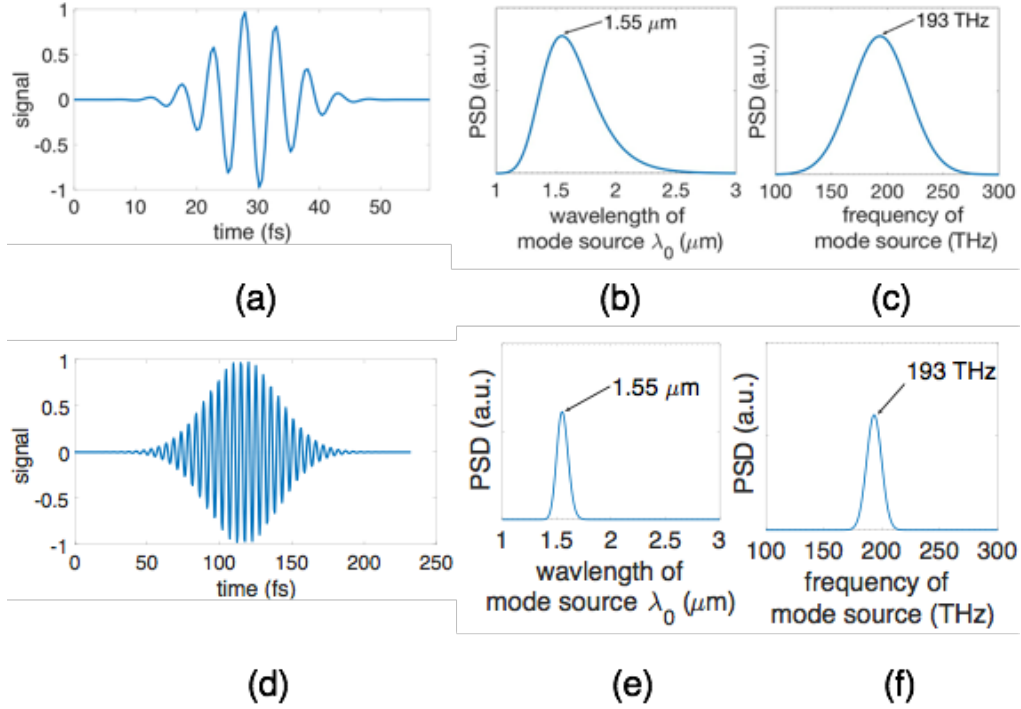 1
0.5
0
-0.5
-1
signal
0 10 20 30 40 50
time (fs)
1.55 μm
PSD (a.u.)
1 1.5 2 2.5 3
wavelength of
mode source λ0 (μm)
193 THz
PSD (a.u.)
100 150 200 250 300
frequency of
mode source (THz)
(a) (b) (c)
1
0.5
0
-0.5
-1
signal
0 50 100 150 200 250
time (fs)
1.55 μm
PSD (a.u.)
1 1.5 2 2.5 3
wavlength of
mode source λ0 (μm)
193 THz
PSD (a.u.)
100 150 200 250 300
frequency of
mode source (THz)
(d) (e) (f)